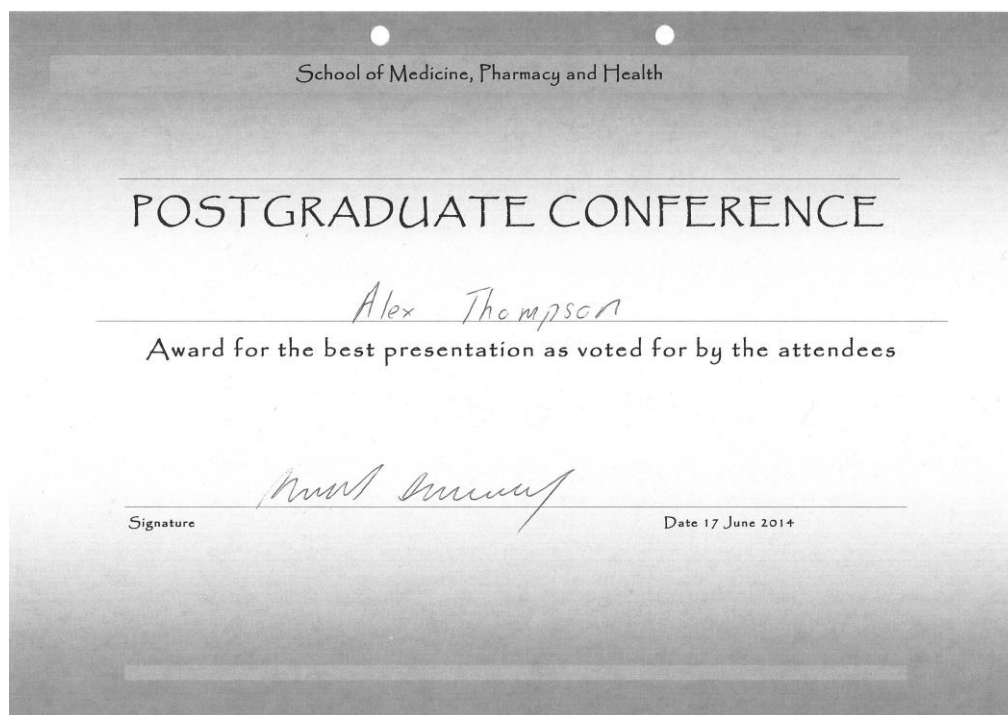 School of Medicine, Pharmacy and Health
POSTGRADUATE CONFERENCE
Alex Thompson
Award for the best presentation as voted for by the attendees
Signature
Date 17 June 2014